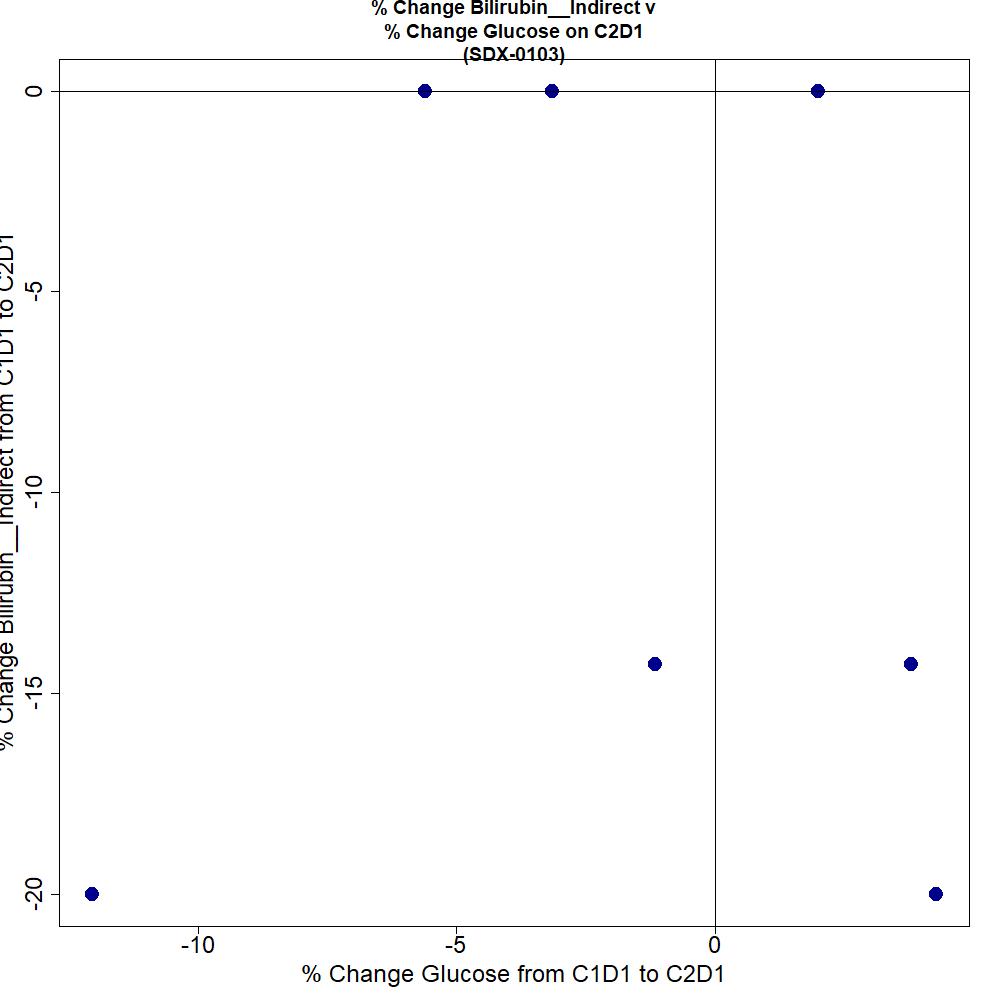 % Change Bilirubin__Indirect v
% Change Glucose on C2D1
(SDX-0103)
% Change Bilirubin__Indirect from C1D1 to C2D1
0
-5
-10
-15
-20
-10
-5
0
% Change Glucose from C1D1 to C2D1